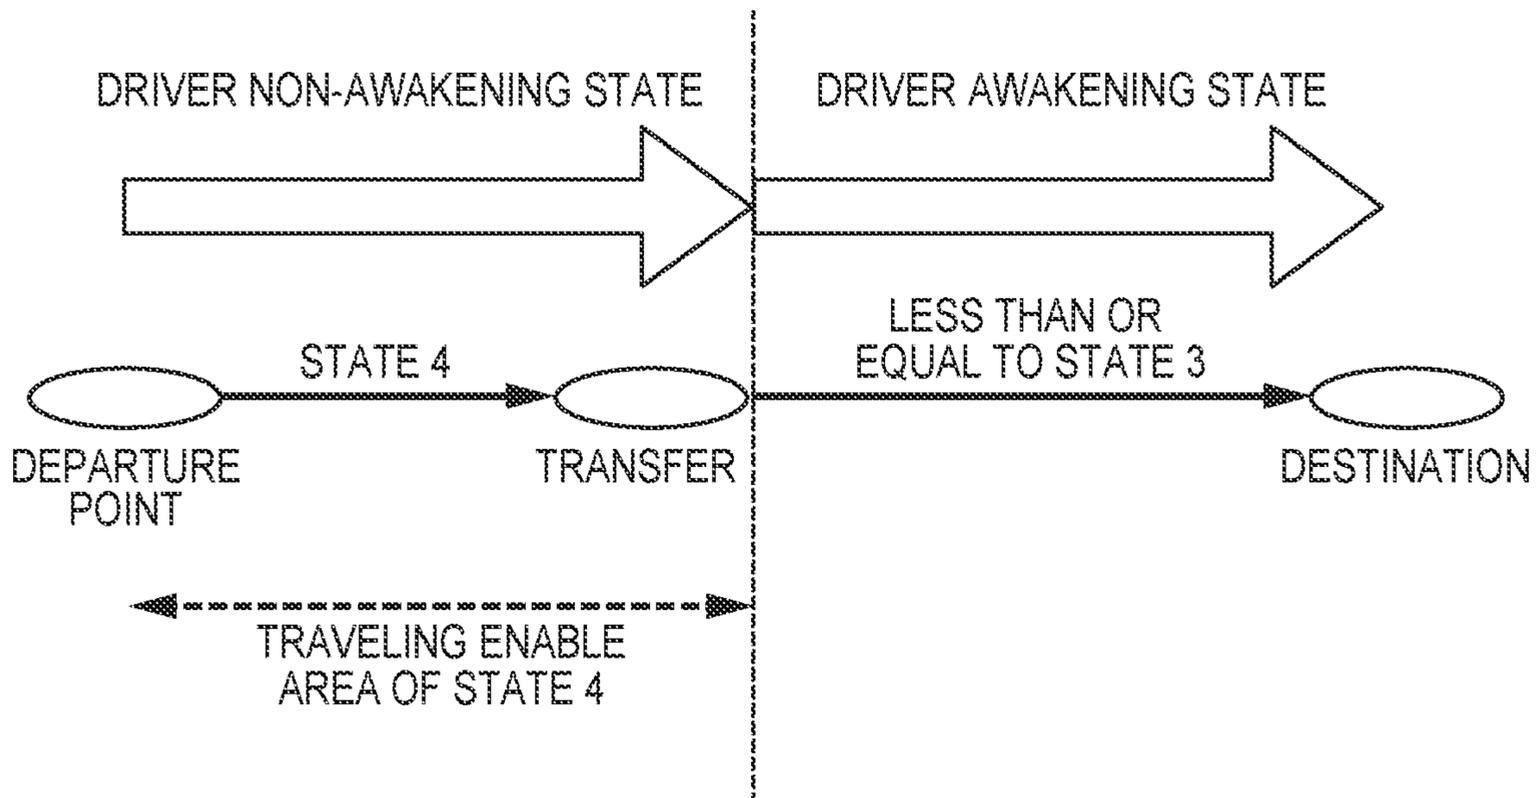 DRIVER NON-AWAKENING STATE
DRIVER AWAKENING STATE
LESS THAN OR
EQUAL TO STATE 3
STATE 4
DEPARTURE
POINT
TRANSFER
DESTINATION
TRAVELING ENABLE
AREA OF STATE 4